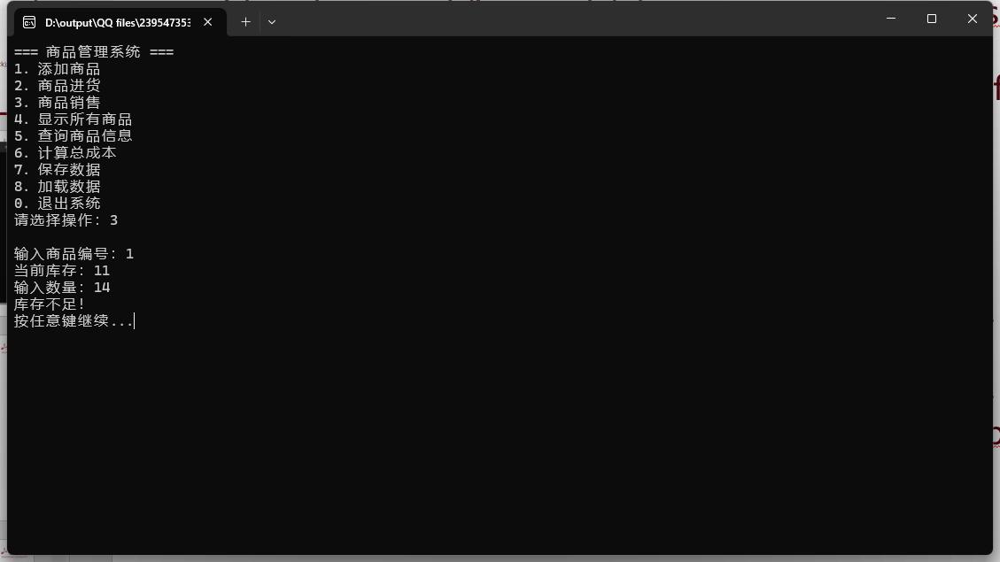 D:\output\QQ files\239547353
=== 商品管理系统 ===
1. 添加商品
2. 商品进货
3. 商品销售
4. 显示所有商品
5. 查询商品信息
6. 计算总成本
7. 保存数据
8. 加载数据
0. 退出系统
请选择操作: 3
输入商品编号: 1
当前库存: 11
输入数量: 14
库存不足!
按任意键继续...